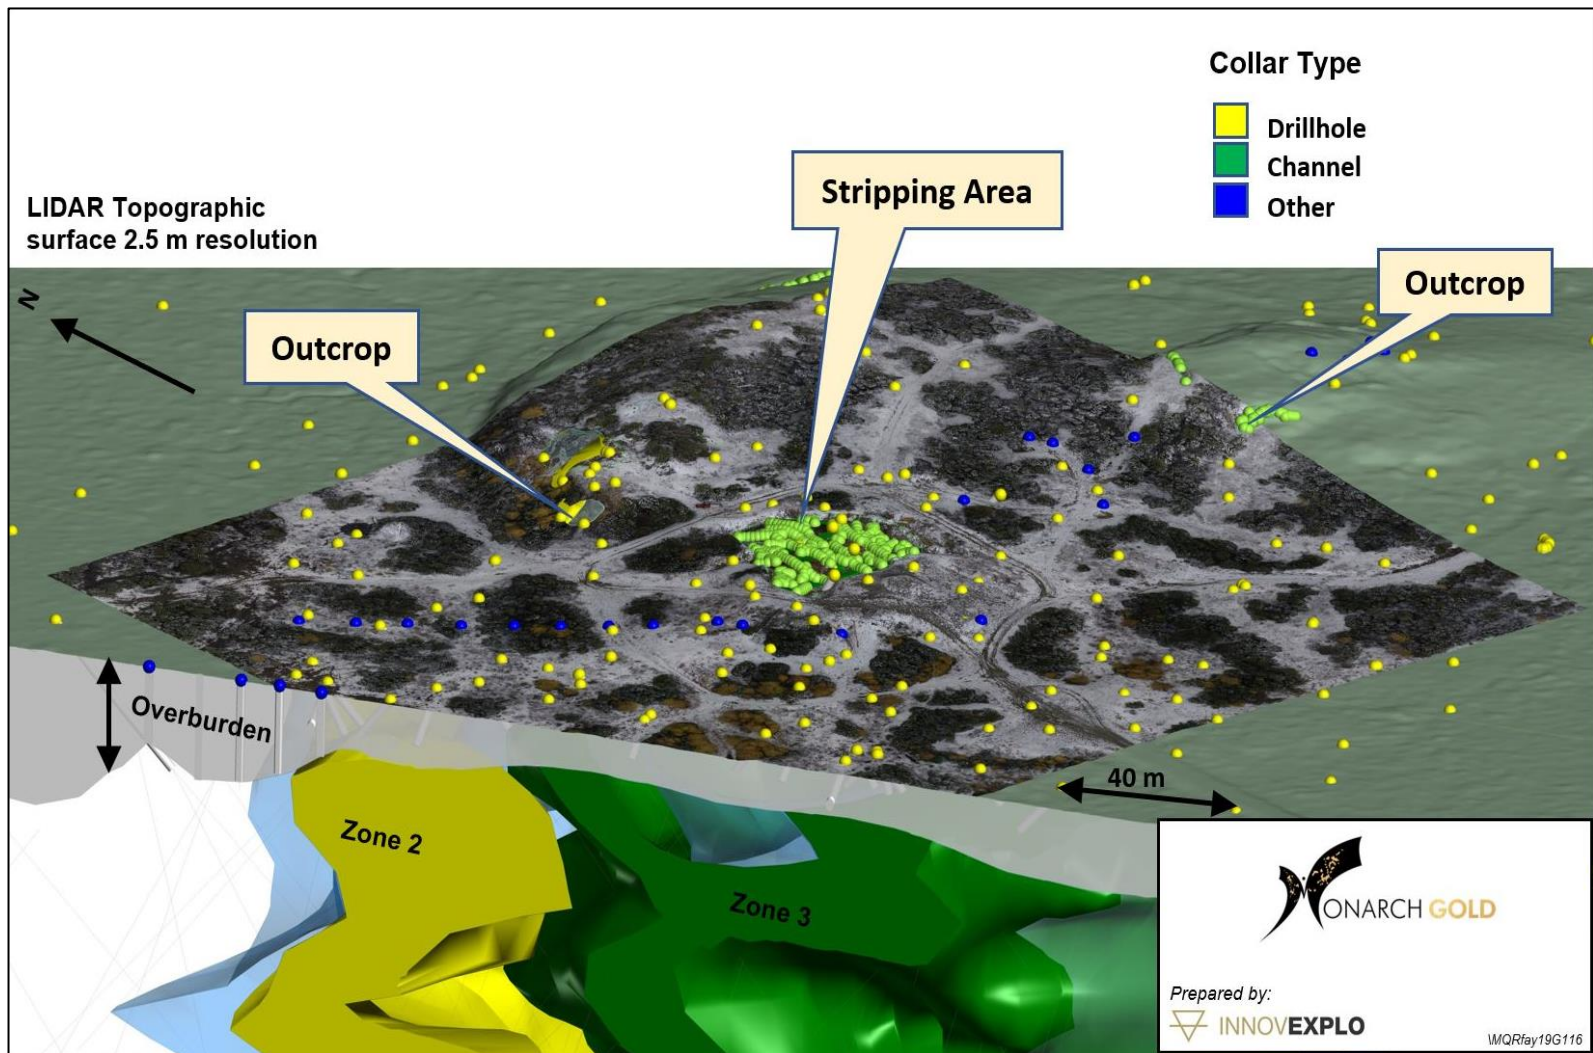 Collar Type
Drillhole
Channel
Other
Stripping Area
LIDAR Topographic
surface 2.5 m resolution
N
Outcrop
Outcrop
Overburden
40 m
Zone 2
Zone 3
MONARCH GOLD
Prepared by:
INNOVEXPLO
\MQRfay19G116